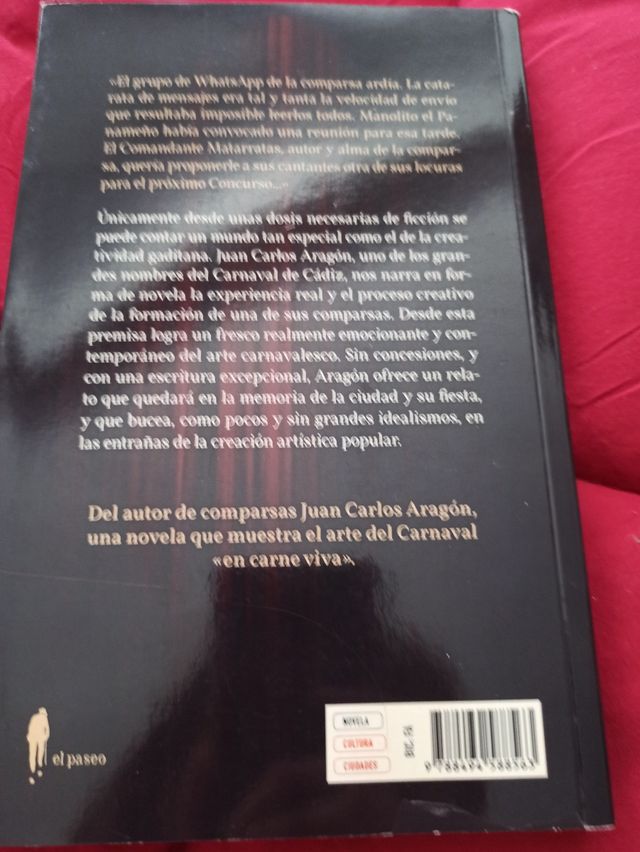 «El grupo de WhatsApp de la comparsa ardía. La cata-
rata de mensajes era tal y tanta la velocidad de envío
que resultaba imposible leerlos todos. Manolito el Pa-
nameño había convocado una reunión para esa tarde.
El Comandante Matarratas, autor y alma de la compar-
sa, quería proponerle a sus cantantes otra de sus locuras
para el próximo Concurso...»
Únicamente desde unas dosis necesarias de ficción se
puede contar un mundo tan especial como el de la crea-
tividad gaditana. Juan Carlos Aragón, uno de los gran-
des nombres del Carnaval de Cádiz, nos narra en for-
ma de novela la experiencia real y el proceso creativo
de la formación de una de sus comparsas. Desde esta
premisa logra un fresco realmente emocionante y con-
temporáneo del arte carnavalesco. Sin concesiones, y
con una escritura excepcional, Aragón ofrece un rela-
to que quedará en la memoria de la ciudad y su fiesta,
y que bucea, como pocos y sin grandes idealismos, en
las entrañas de la creación artística popular.
Del autor de comparsas Juan Carlos Aragón,
una novela que muestra el arte del Carnaval
«en carne viva».
el paseo
NOVELA
CULTURA
CIUDADES
BIC: FA
9 788494 588563